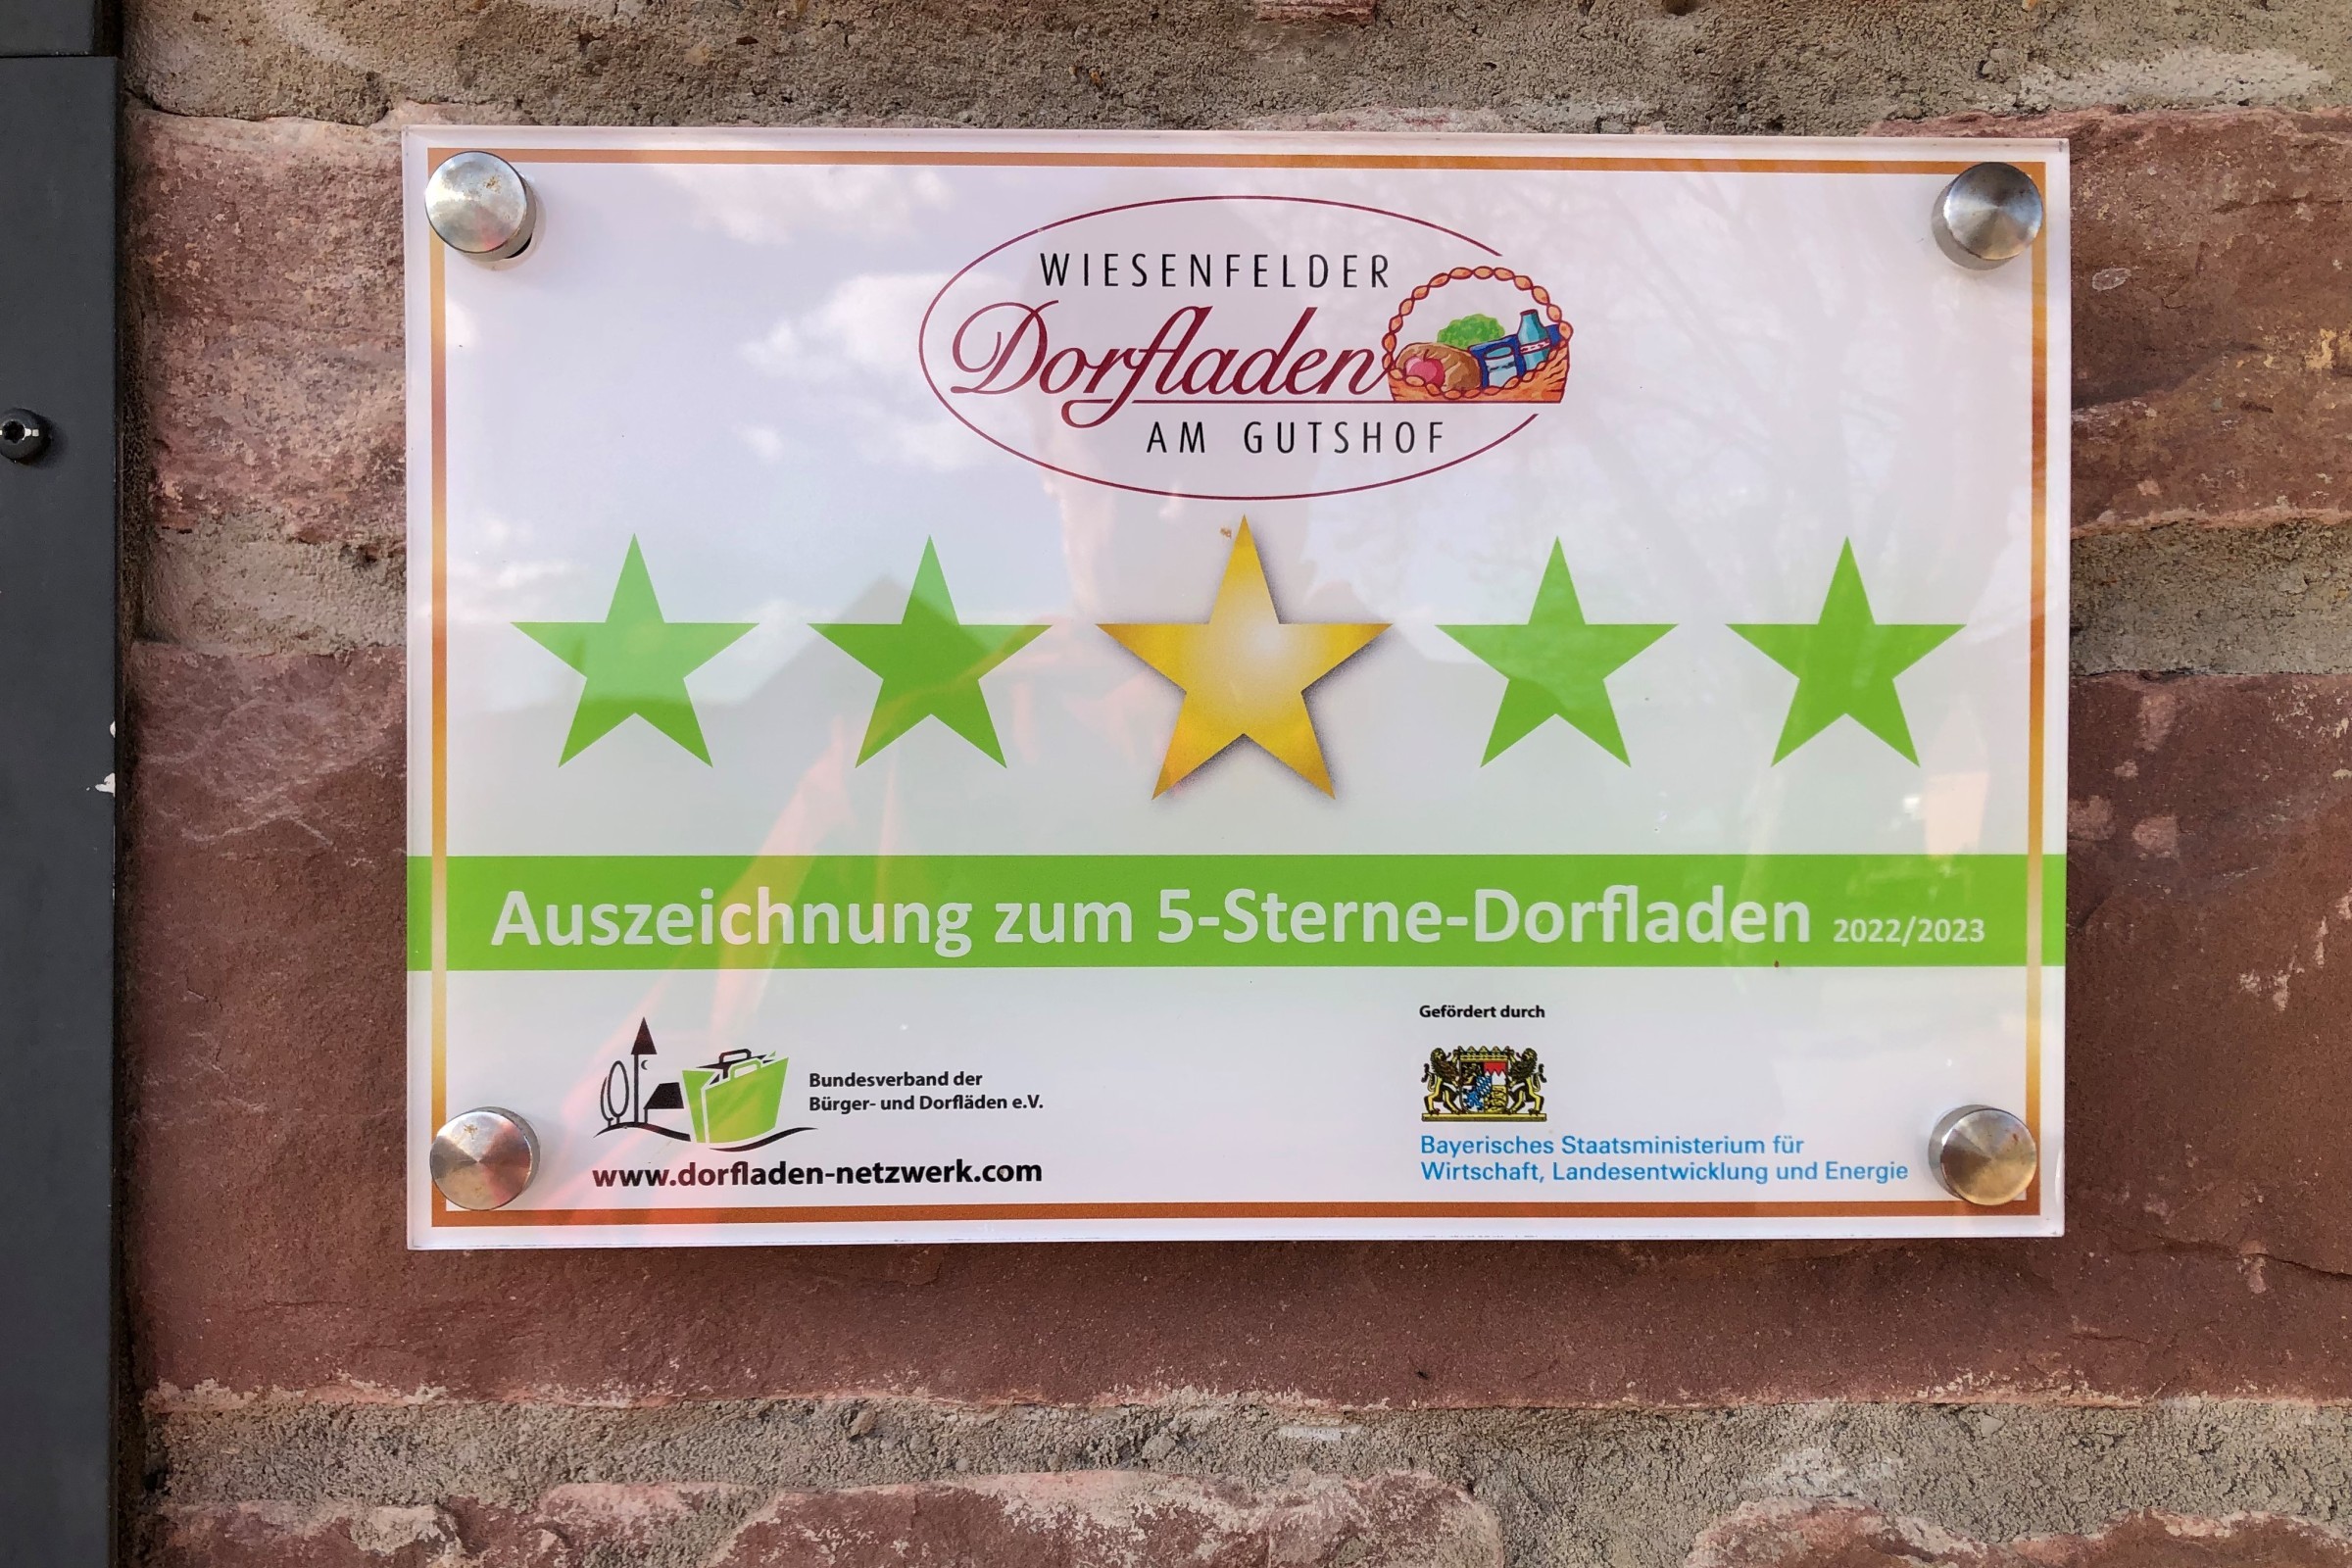 WIESENFELDER
Dorfladen
AM GUTSHOF
Auszeichnung zum 5-Sterne-Dorfladen 2022/2023
Bundesverband der
Bürger- und Dorfläden e.V.
www.dorfladen-netzwerk.com
Gefördert durch
Bayerisches Staatsministerium für
Wirtschaft, Landesentwicklung und Energie